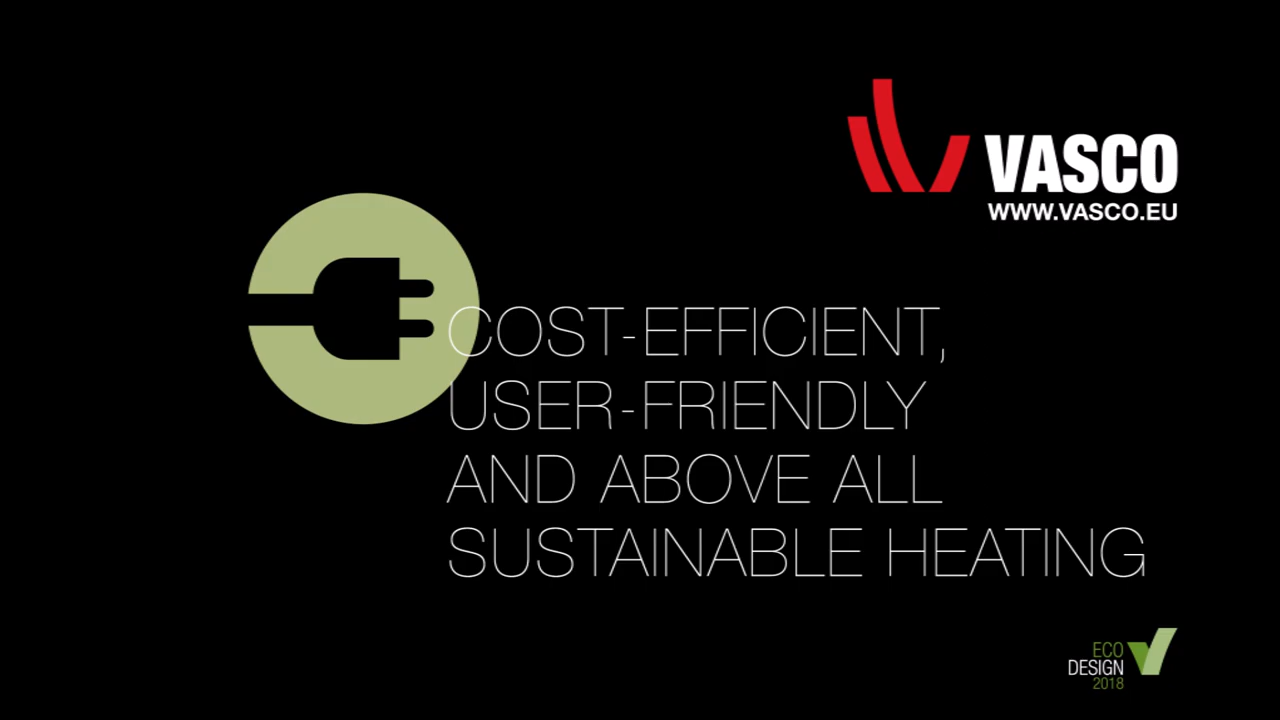 VASCO
WWW.VASCO.EU
COST-EFFICIENT,
USER-FRIENDLY
AND ABOVE ALL
SUSTAINABLE HEATING
ECO
DESIGN
2018